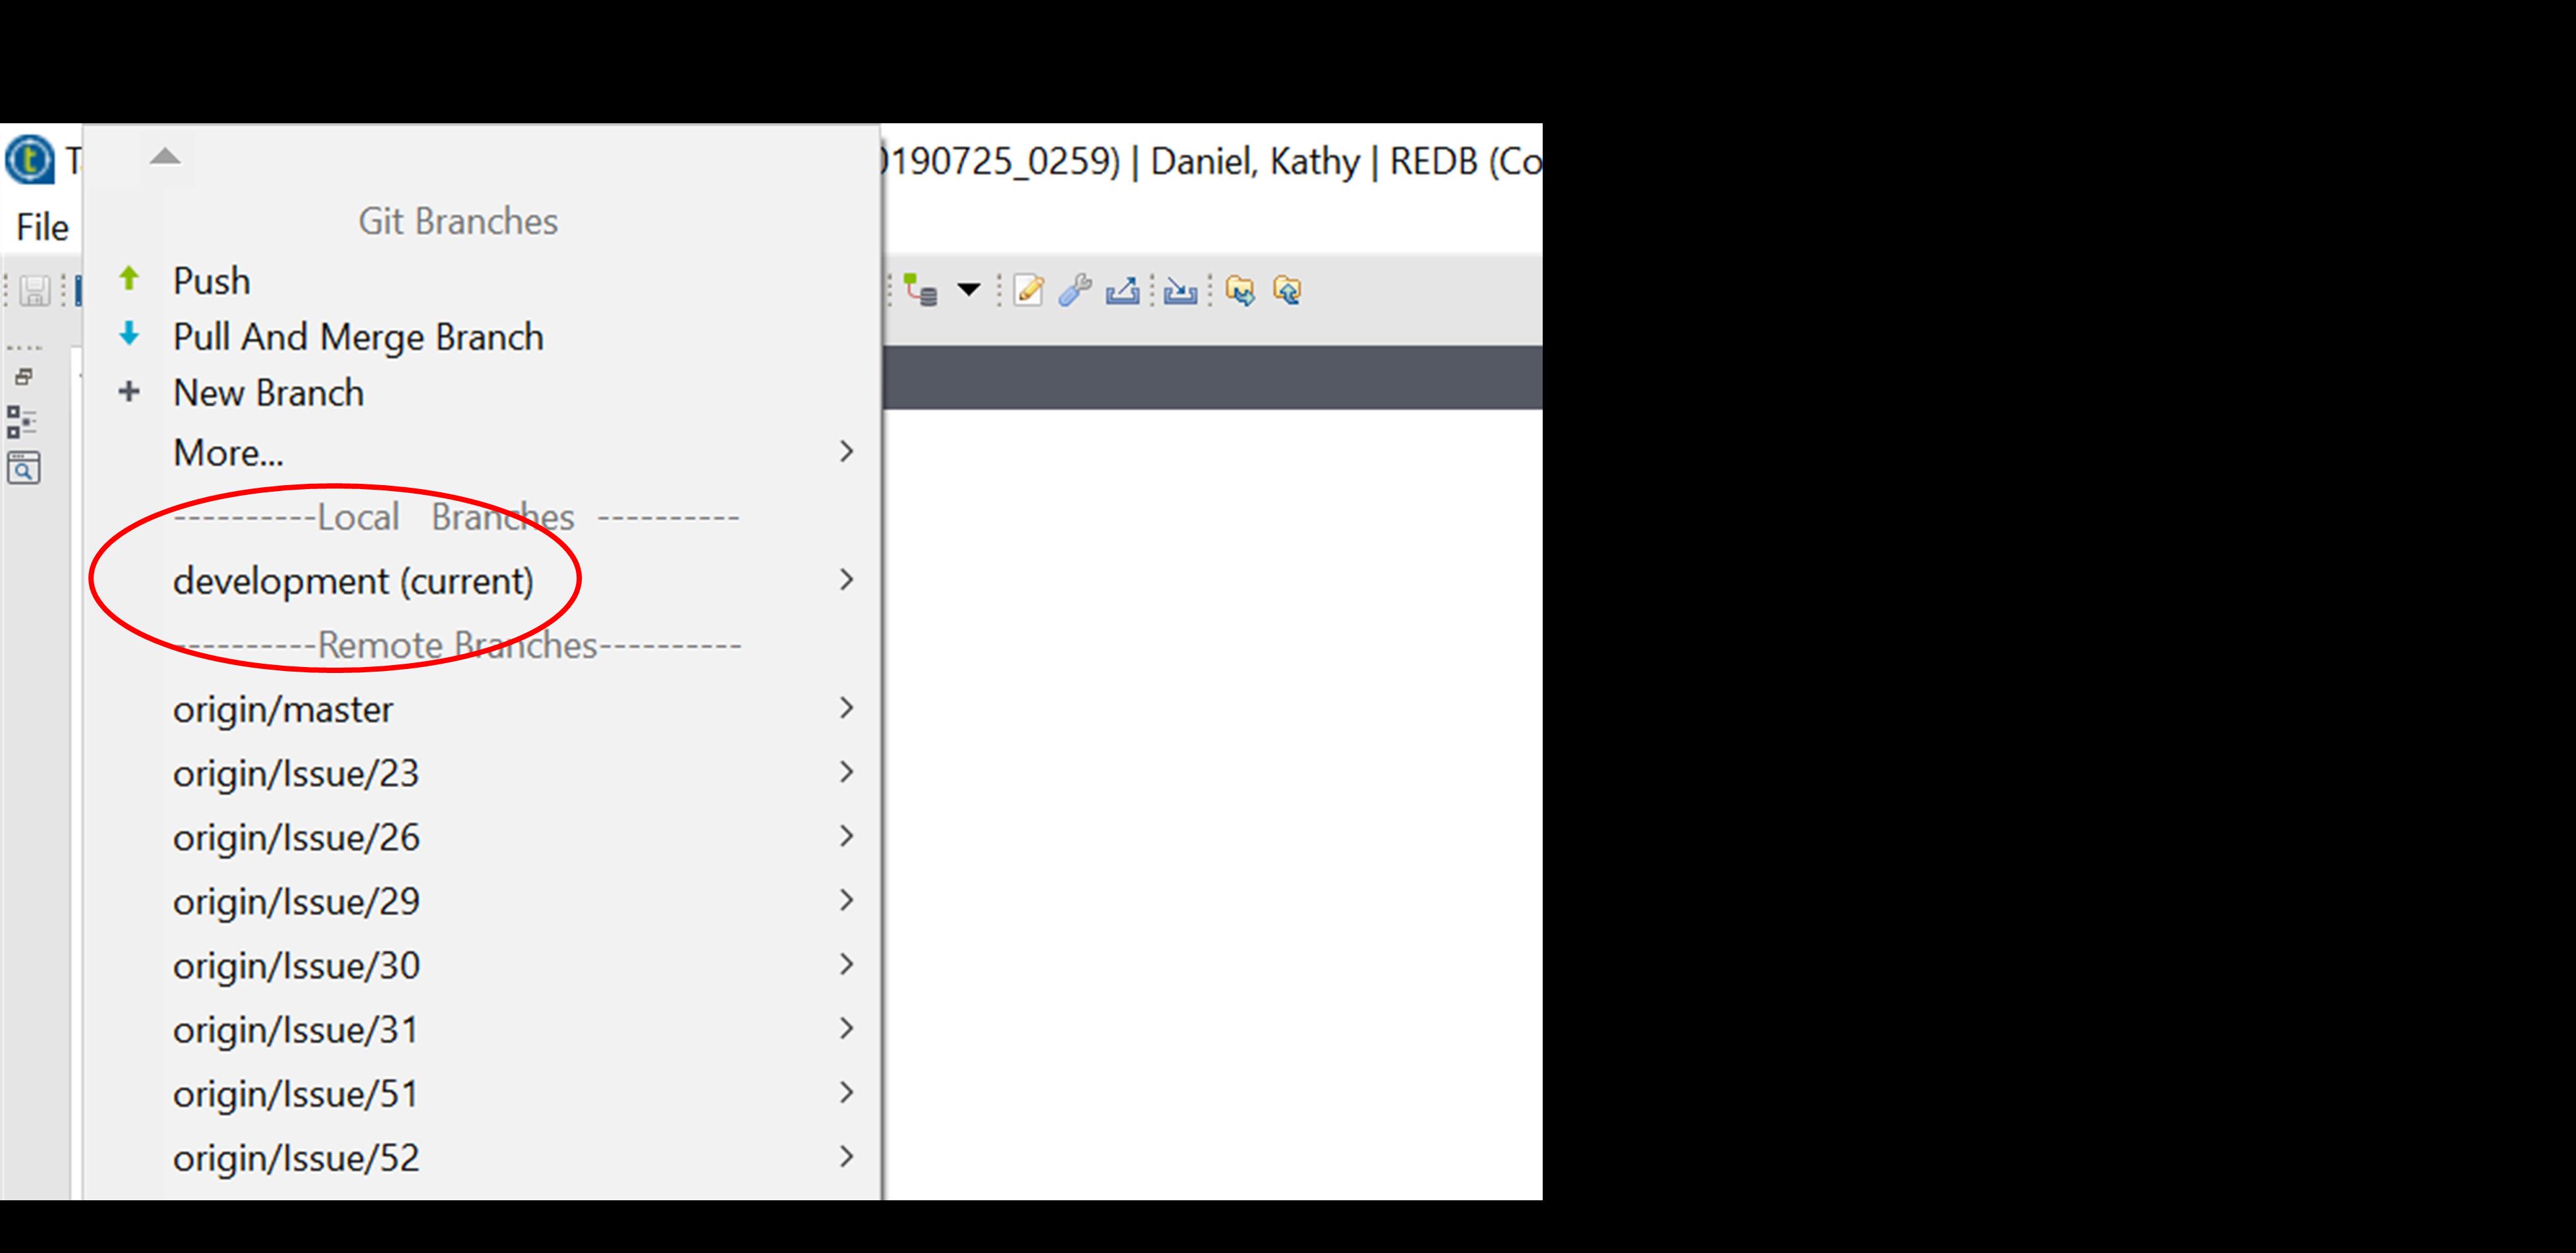 0190725_0259) | Daniel, Kathy | REDB (Co
File
Git Branches
Push
Pull And Merge Branch
New Branch
More...
----------Local   Branches  ----------
development (current)
----------Remote Branches----------
origin/master
origin/Issue/23
origin/Issue/26
origin/Issue/29
origin/Issue/30
origin/Issue/31
origin/Issue/51
origin/Issue/52